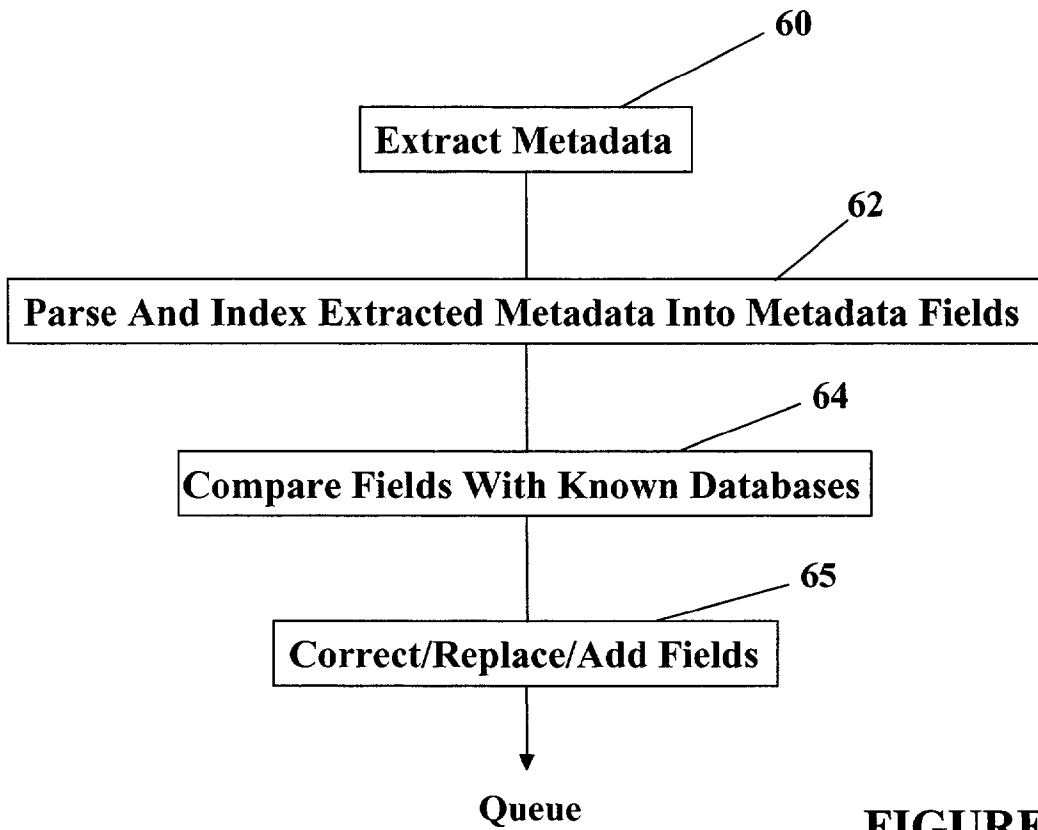 60
Extract Metadata
62
Parse And Index Extracted Metadata Into Metadata Fields
64
Compare Fields With Known Databases
65
Correct/Replace/Add Fields
Queue
FIGURE